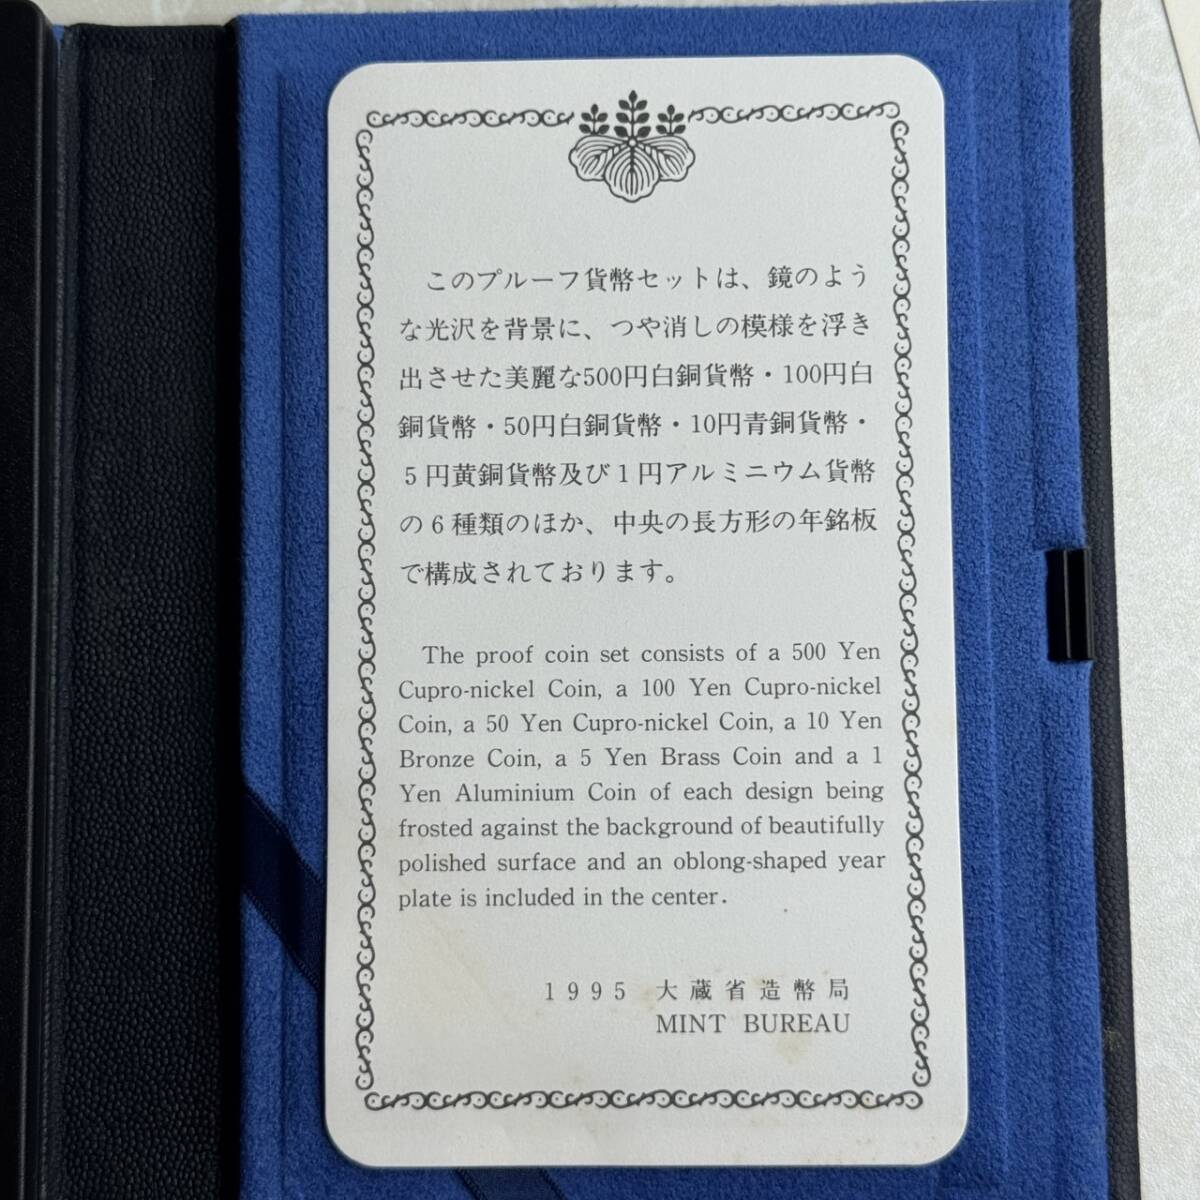 このプルーフ貨幣セットは、鏡のよう
な光沢を背景に、つや消しの模様を浮き
出させた美麗な500円白銅貨幣・100円白
銅貨幣・50円白銅貨幣・10円青銅貨幣・
5円黄銅貨幣及び1円アルミニウム貨幣
の6種類のほか、中央の長方形の年銘板
で構成されております。
The proof coin set consists of a 500 Yen
Cupro-nickel Coin, a 100 Yen Cupro-nickel
Coin, a 50 Yen Cupro-nickel Coin, a 10 Yen
Bronze Coin, a 5 Yen Brass Coin and a 1
Yen Aluminium Coin of each design being
frosted against the background of beautifully
polished surface and an oblong-shaped year
plate is included in the center.
1995 大蔵省造幣局
MINT BUREAU